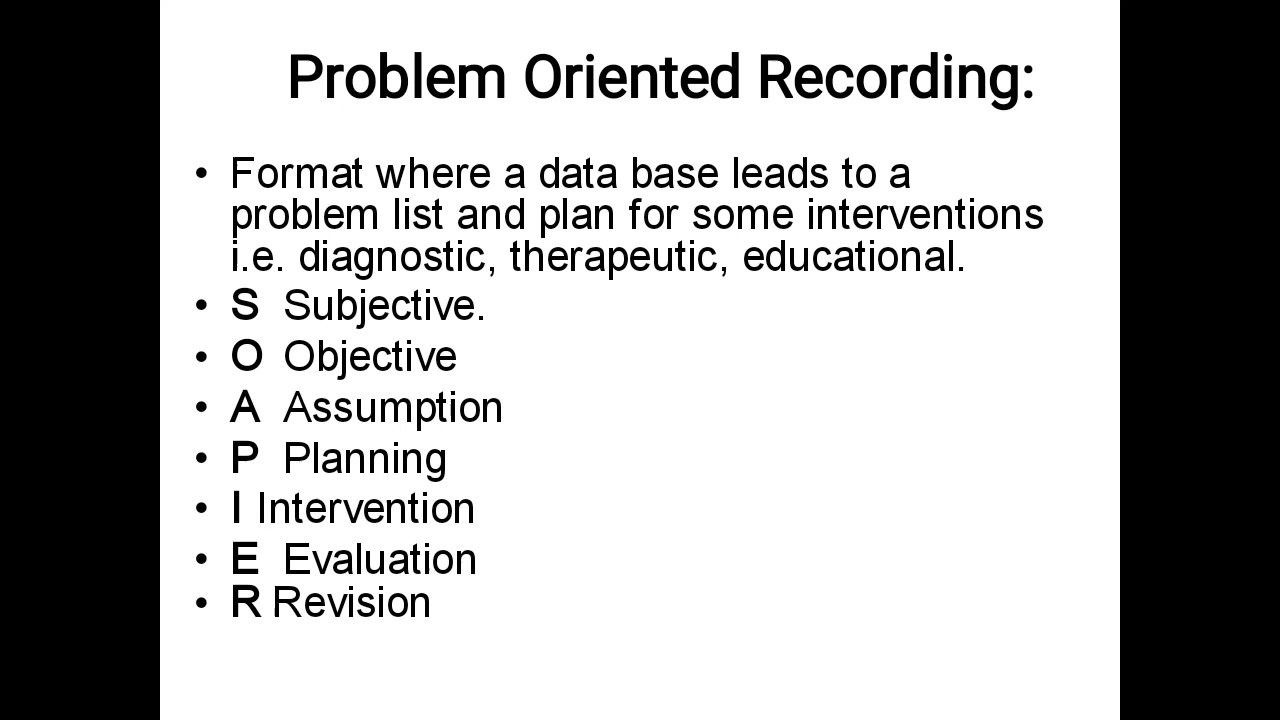 Problem Oriented Recording:
• Format where a data base leads to a
problem list and plan for some interventions
i.e. diagnostic, therapeutic, educational.
• S Subjective.
• O Objective
• A Assumption
• P Planning
• I Intervention
• E Evaluation
• R Revision